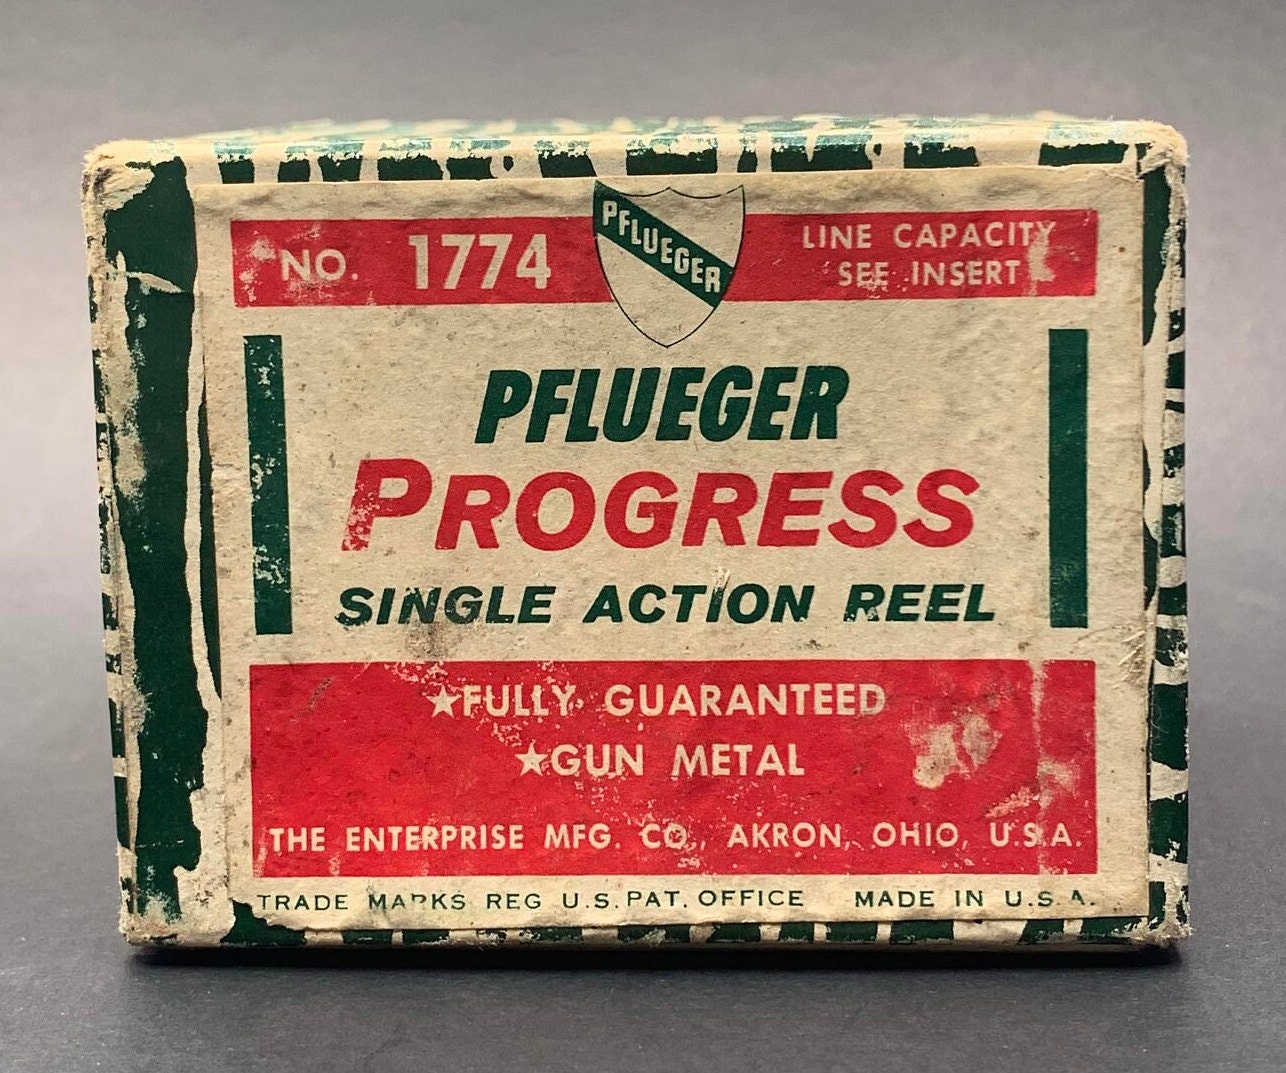 NO. 1774
PFLUEGER
LINE CAPACITY
SEE INSERT
PFLUEGER
PROGRESS
SINGLE ACTION REEL
★FULLY GUARANTEED
★GUN METAL
THE ENTERPRISE MFG. CO., AKRON, OHIO, U.S.A.
TRADE MARKS REG U.S. PAT. OFFICE MADE IN U.S.A.